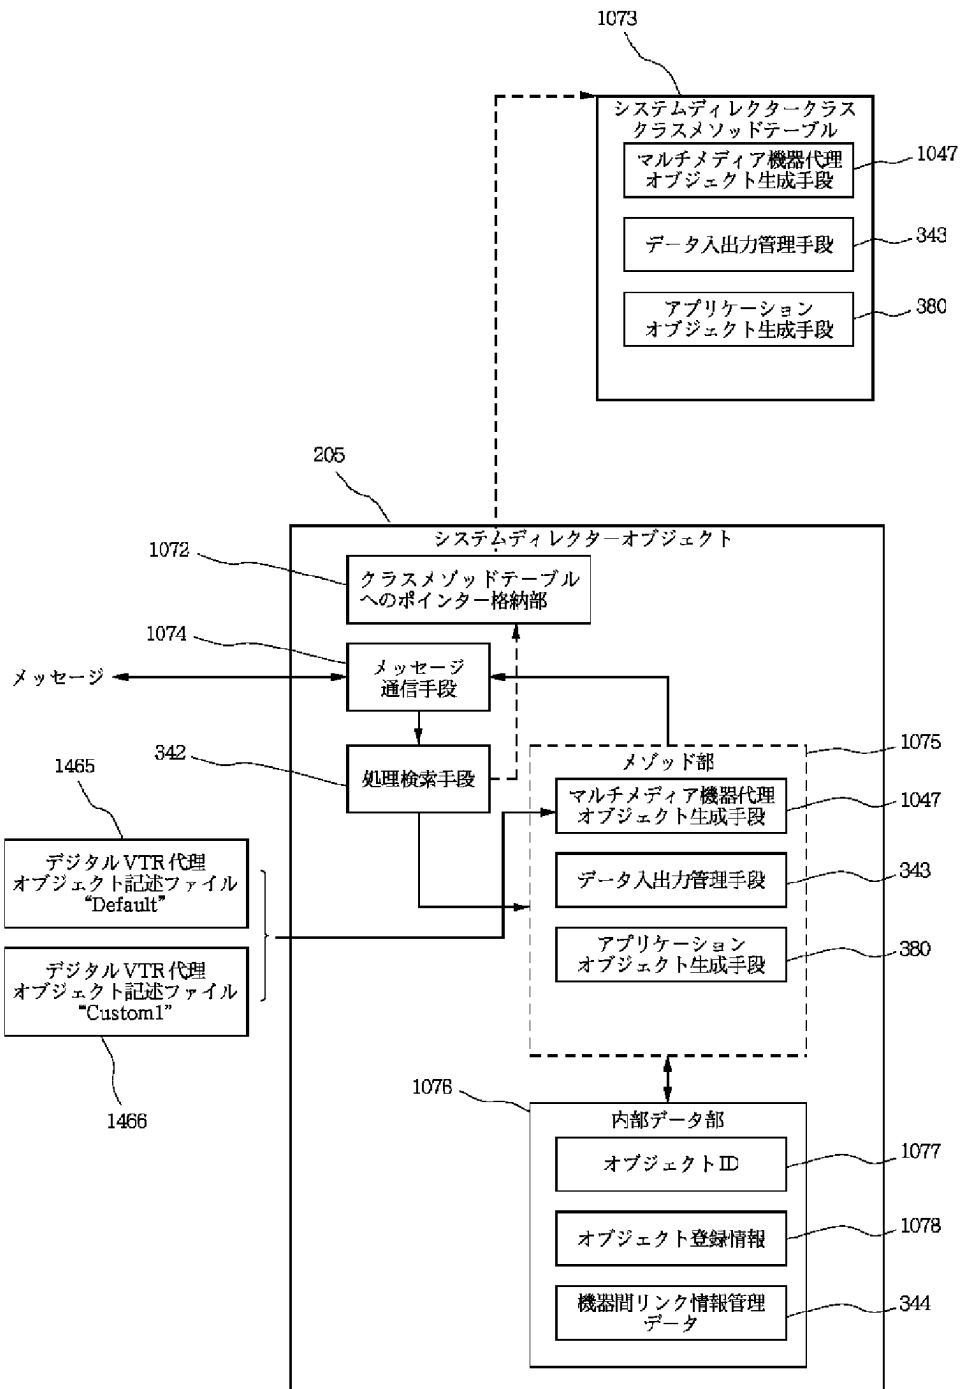 1073
システムディレクタークラス
クラスメソッドテーブル
マルチメディア機器代理
オブジェクト生成手段
1047
データ入出力管理手段
343
アプリケーション
オブジェクト生成手段
380
205
システムディレクターオブジェクト
1072
クラスメゾッドテーブル
へのポインター格納部
1074
メッセージ
メッセージ
通信手段
342
処理検索手段
1075
メゾッド部
マルチメディア機器代理
オブジェクト生成手段
1047
1465
デジタルVTR代理
オブジェクト記述ファイル
“Default”
データ入出力管理手段
343
アプリケーション
オブジェクト生成手段
380
デジタルVTR代理
オブジェクト記述ファイル
“Custom1”
1466
1076
内部データ部
オブジェクトID
1077
オブジェクト登録情報
1078
機器間リンク情報管理
データ
344